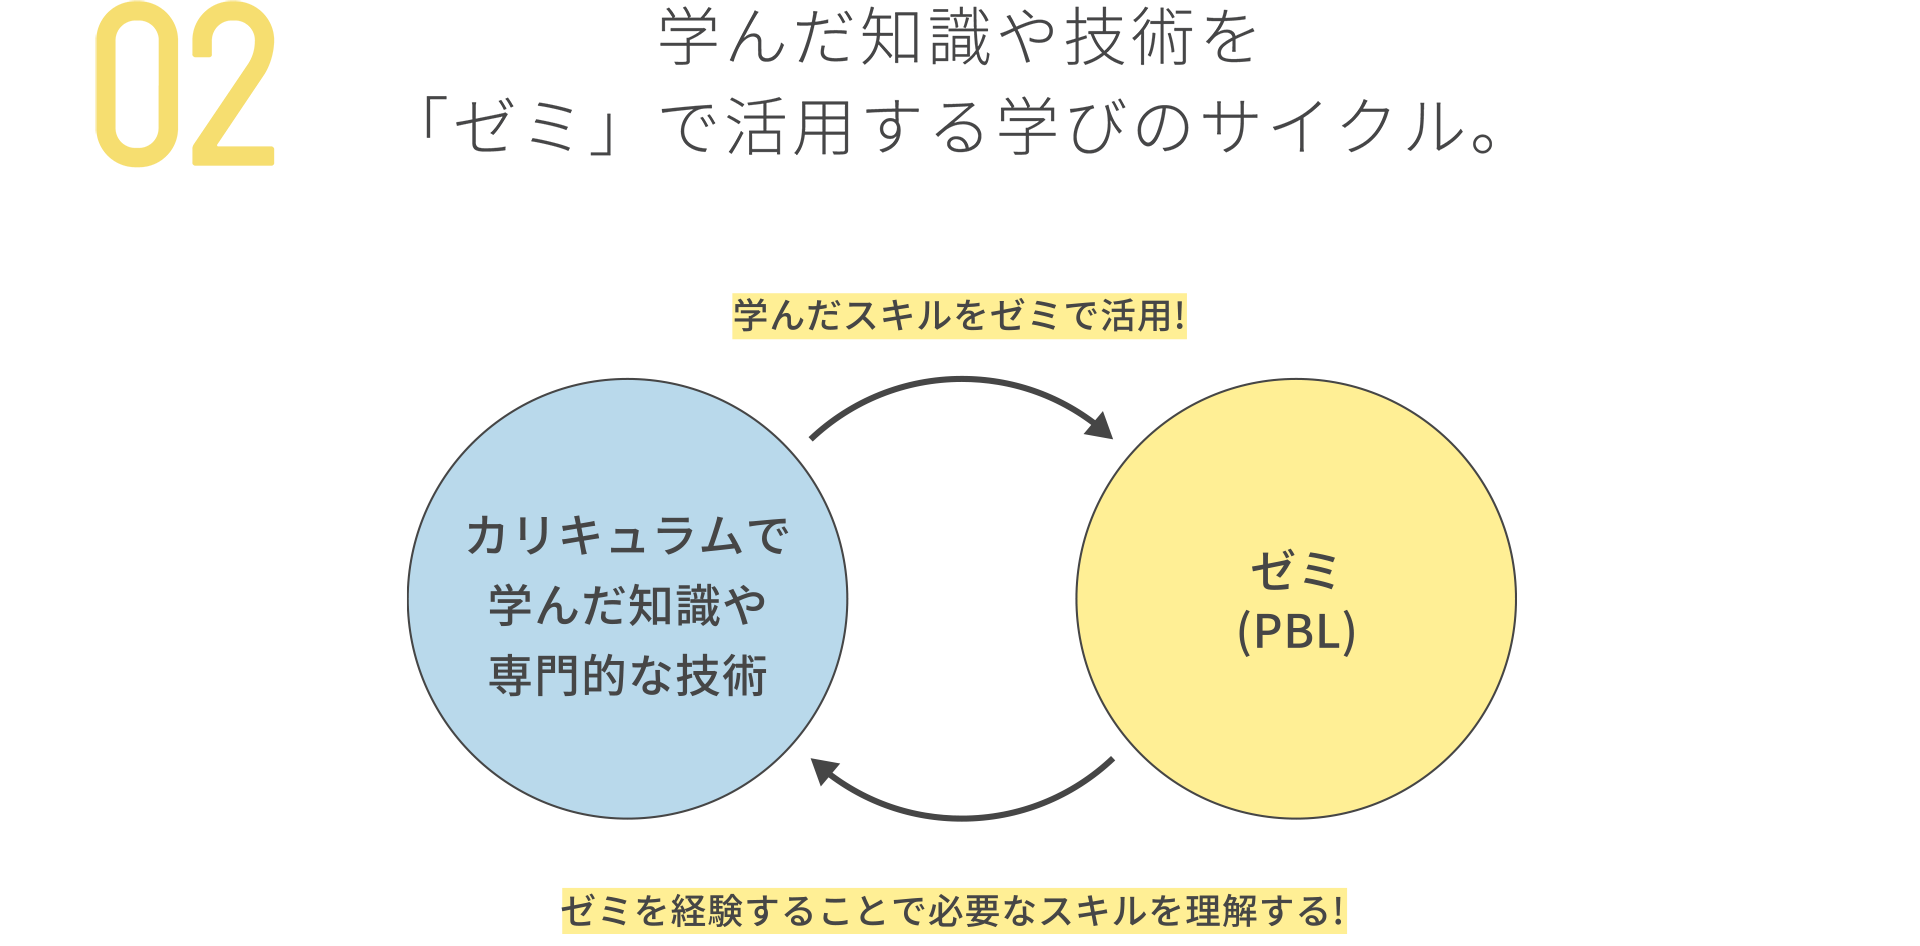 02
学んだ知識や技術を
「ゼミ」で活用する学びのサイクル。
学んだスキルをゼミで活用!
カリキュラムで
学んだ知識や
専門的な技術
ゼミ
(PBL)
ゼミを経験することで必要なスキルを理解する!